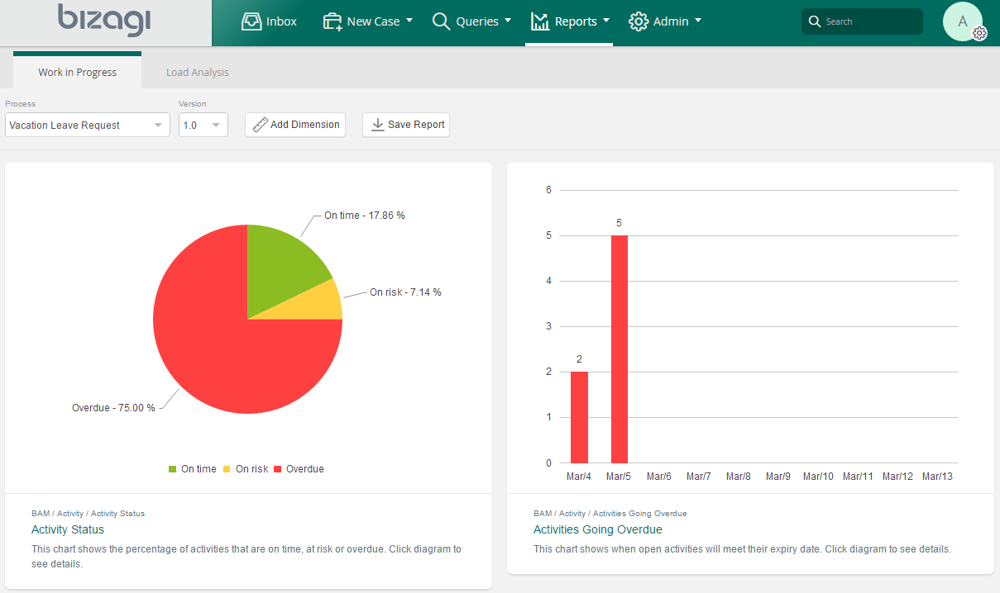 bizagi
Inbox
New Case
Queries
Reports
Admin
Search
A
Work in Progress
Load Analysis
Process
Version
Vacation Leave Request
1.0
Add Dimension
Save Report
On time - 17.86 %
On risk - 7.14 %
Overdue - 75.00 %
On time
On risk
Overdue
BAM / Activity / Activity Status
Activity Status
This chart shows the percentage of activities that are on time, at risk or overdue. Click diagram to
see details.
6
5
4
3
2
1
0
2
5
Mar/4
Mar/5
Mar/6
Mar/7
Mar/8
Mar/9
Mar/10
Mar/11
Mar/12
Mar/13
BAM / Activity / Activities Going Overdue
Activities Going Overdue
This chart shows when open activities will meet their expiry date. Click diagram to see details.